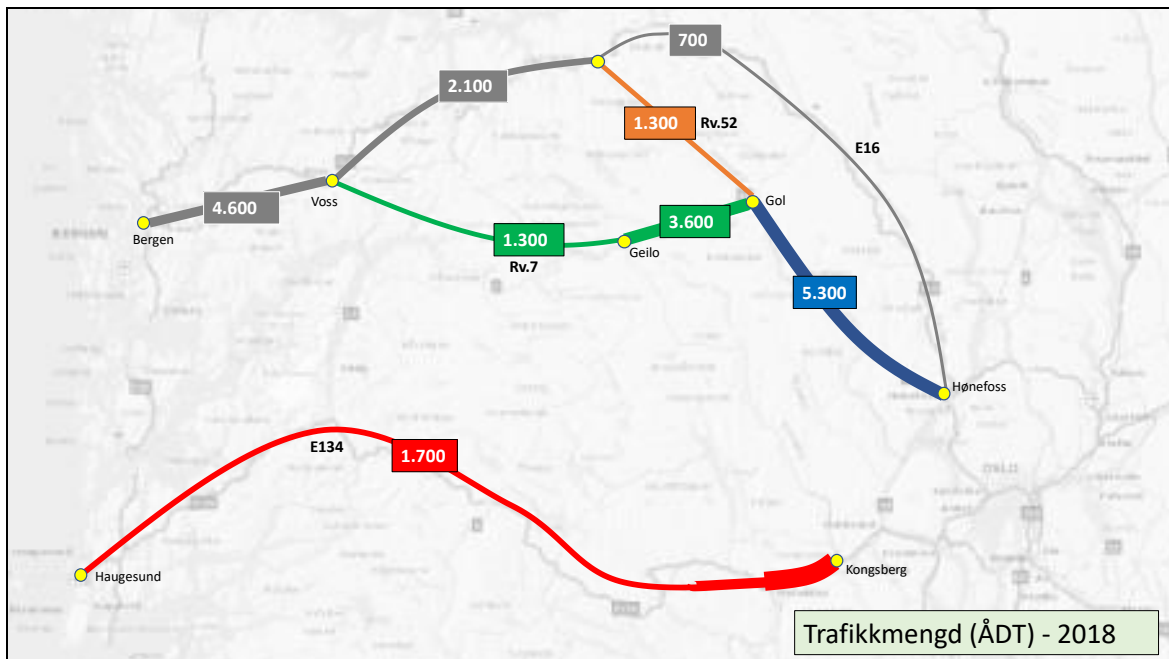 700
2.100
1.300
Rv.52
E16
4.600
Voss
Gol
3.600
Bergen
1.300
Geilo
Rv.7
5.300
Hønefoss
E134
1.700
Haugesund
Kongsberg
Trafikkmengd (ÅDT) - 2018